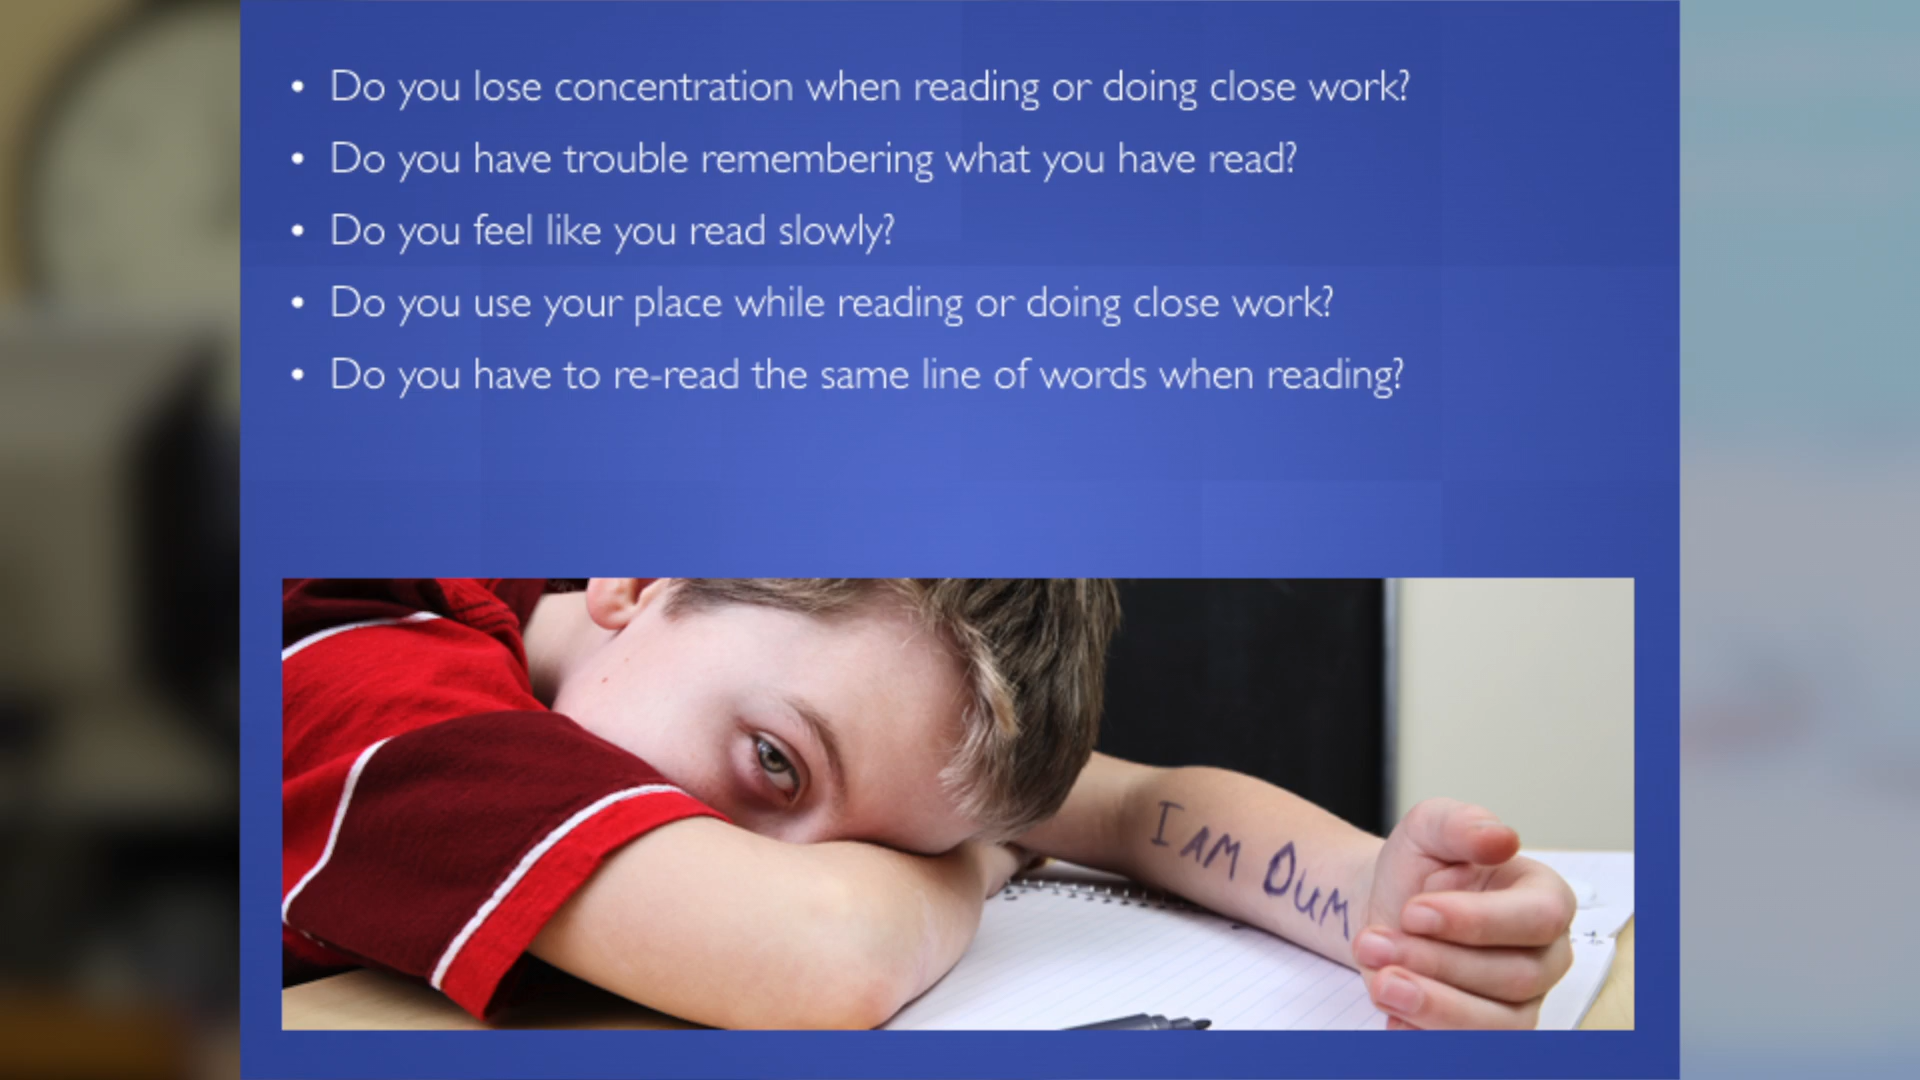 • Do you lose concentration when reading or doing close work?
• Do you have trouble remembering what you have read?
• Do you feel like you read slowly?
• Do you use your place while reading or doing close work?
• Do you have to re-read the same line of words when reading?
I AM DUM